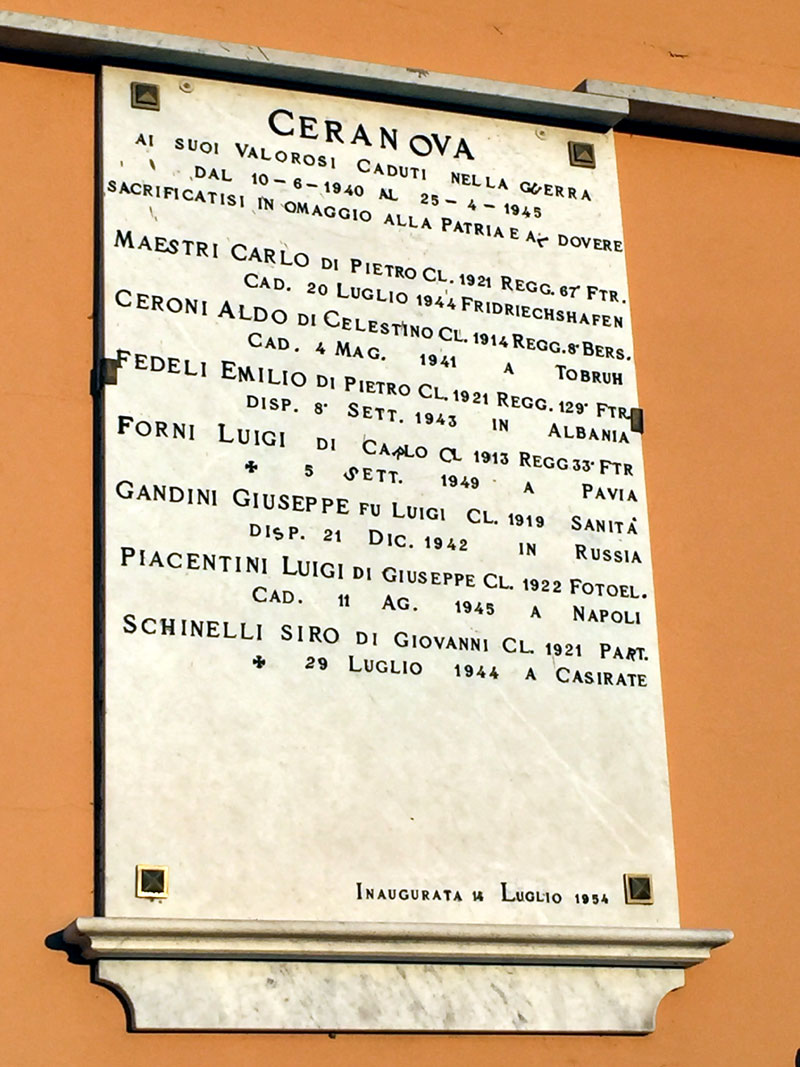 CERANOVA
AI SUOI VALOROSI CADUTI NELLA GUERRA
DAL 10-6-1940 AL 25-4-1945
SACRIFICATISI IN OMAGGIO ALLA PATRIA E AL DOVERE
MAESTRI CARLO DI PIETRO CL. 1921 REGG. 67° FTR.
CAD. 20 LUGLIO 1944 FRIDRIECHSHAFEN
CERONI ALDO DI CELESTINO CL. 1914 REGG. 8° BERS.
CAD. 4 MAG. 1941 A TOBRUH
FEDELI EMILIO DI PIETRO CL. 1921 REGG. 129° FTR.
DISP. 8° SETT. 1943 IN ALBANIA
FORNI LUIGI DI CARLO CL 1913 REGG 33° FTR
✠ 5 SETT. 1949 A PAVIA
GANDINI GIUSEPPE FU LUIGI CL. 1919 SANITÀ
DISP. 21 DIC. 1942 IN RUSSIA
PIACENTINI LUIGI DI GIUSEPPE CL. 1922 FOTOEL.
CAD. 11 AG. 1945 A NAPOLI
SCHINELLI SIRO DI GIOVANNI CL. 1921 PART.
✠ 29 LUGLIO 1944 A CASIRATE
INAUGURATA LUGLIO 1954